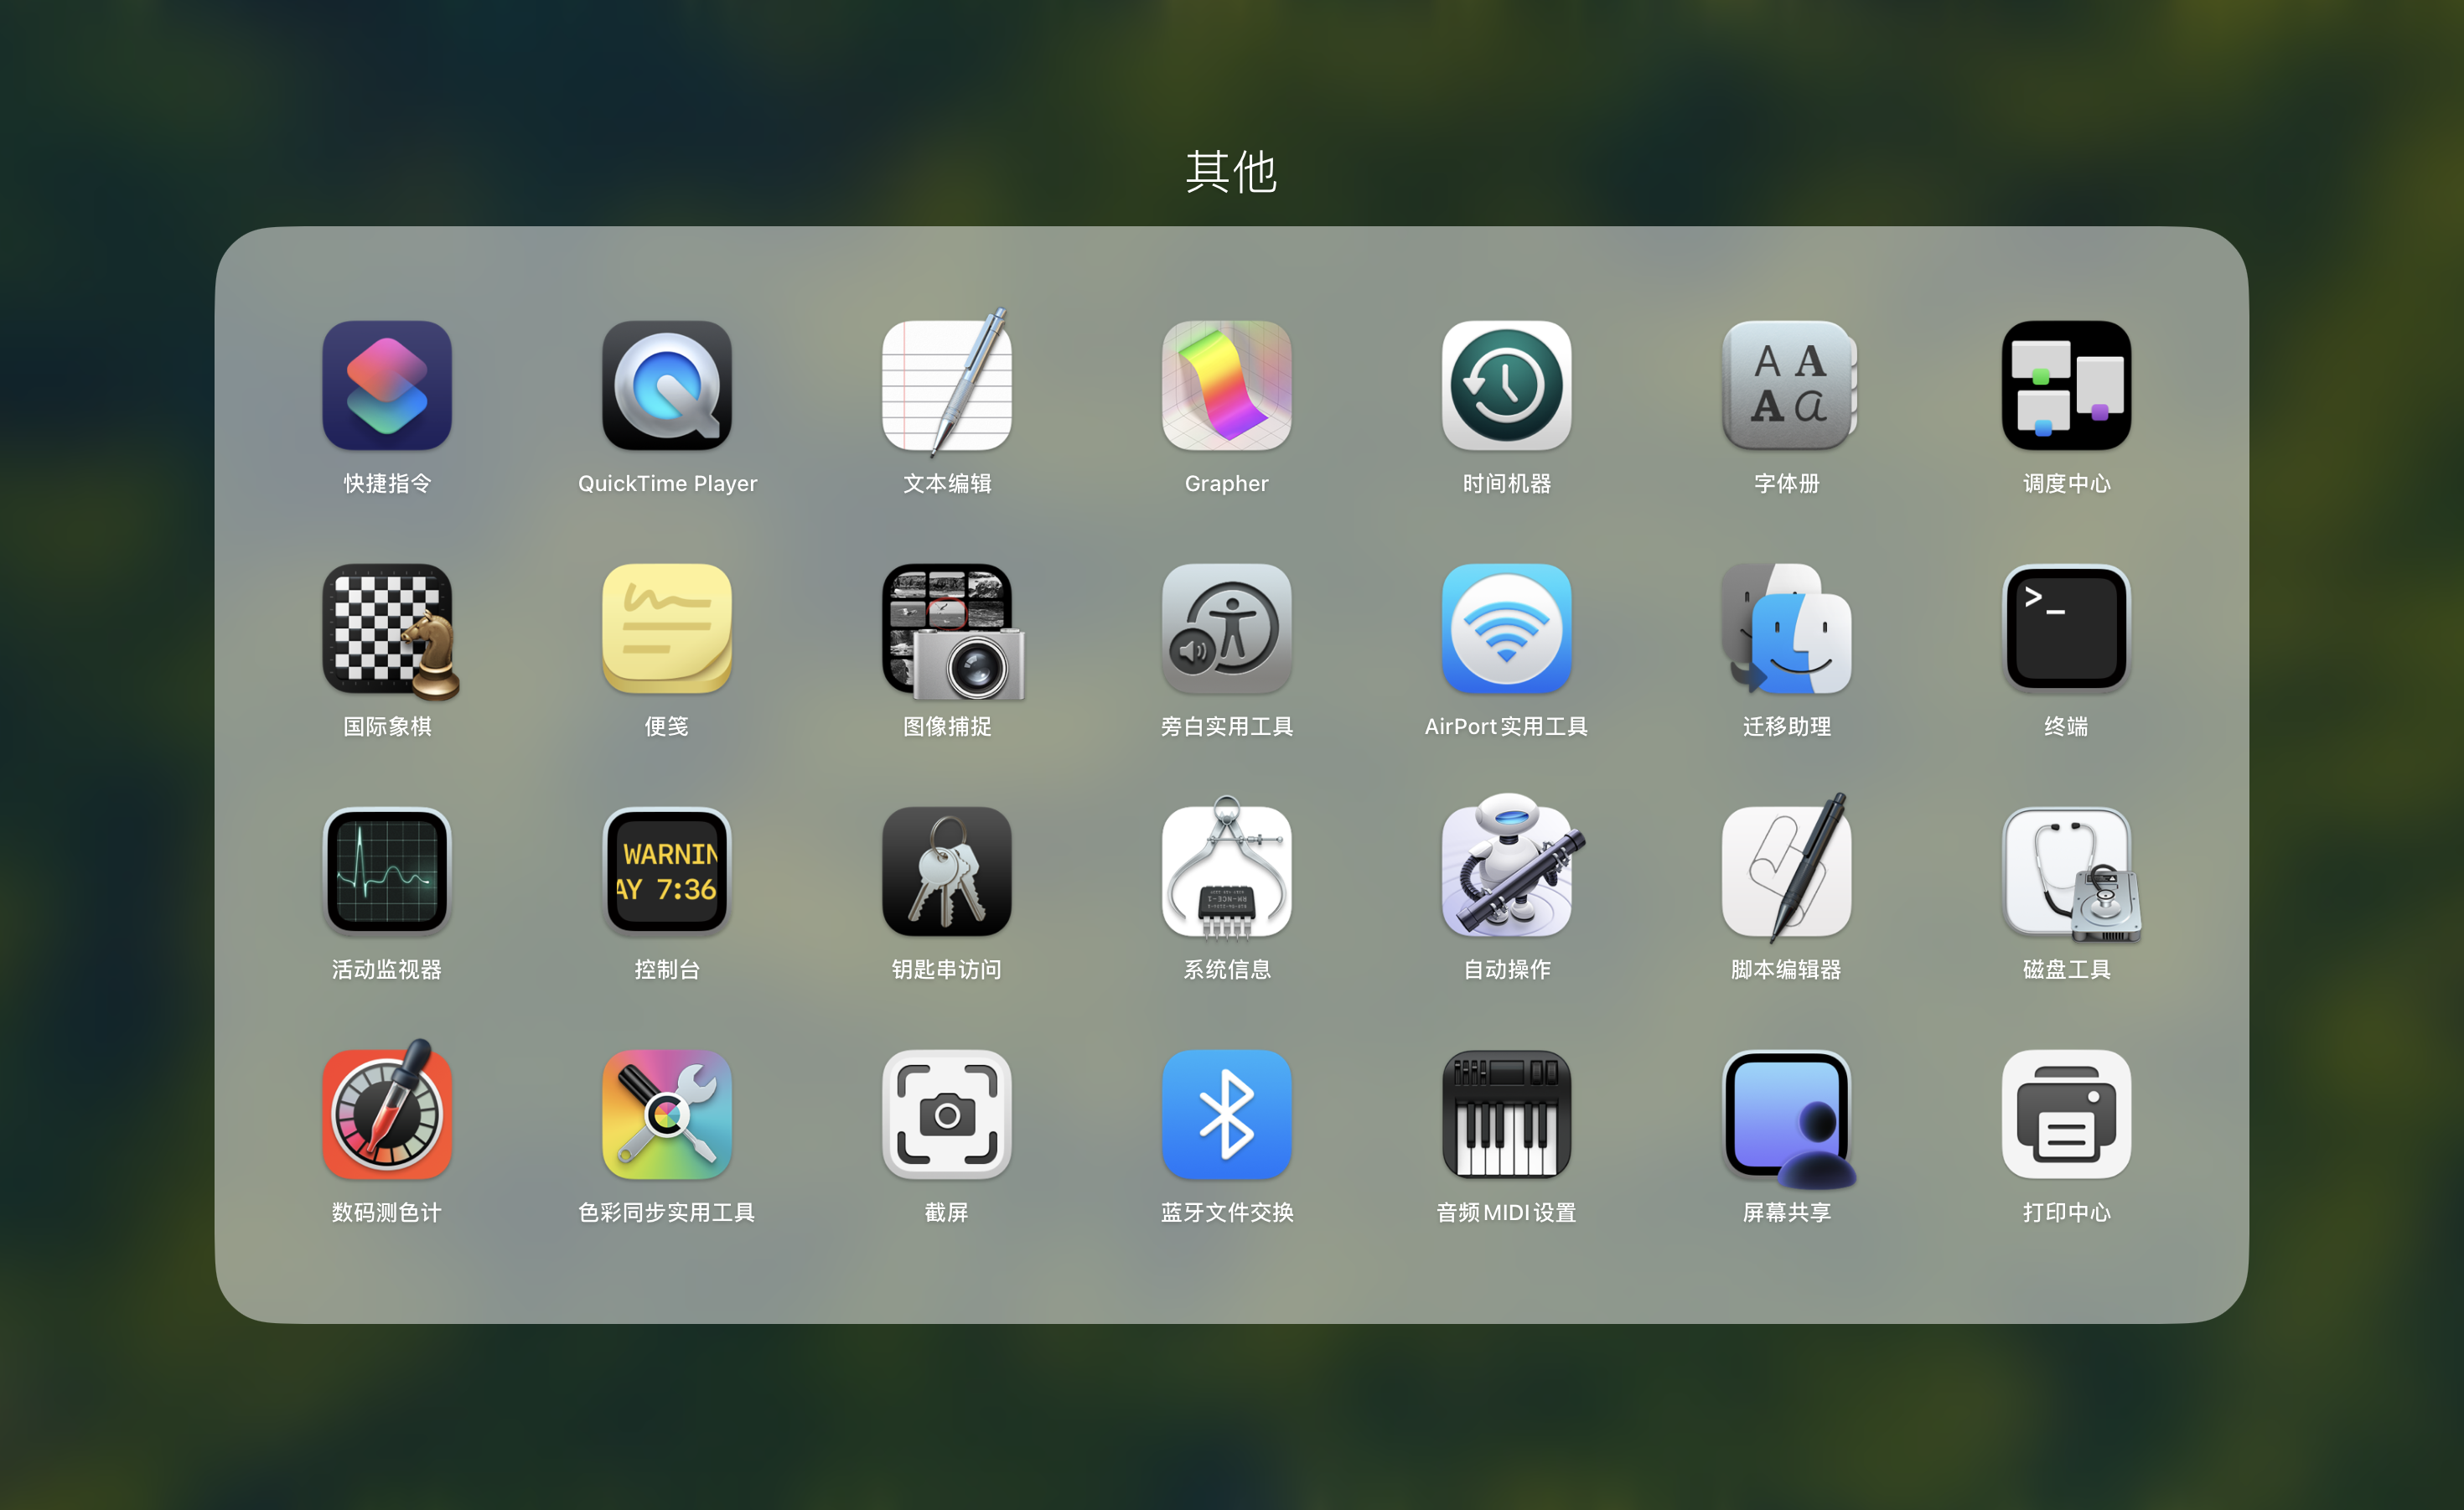 其他
快捷指令
QuickTime Player
文本编辑
Grapher
时间机器
字体册
调度中心
国际象棋
便笺
图像捕捉
旁白实用工具
AirPort 实用工具
迁移助理
>_
终端
活动监视器
WARNIN
AY 7:36
控制台
钥匙串访问
系统信息
自动操作
脚本编辑器
磁盘工具
数码测色计
色彩同步实用工具
截屏
蓝牙文件交换
音频 MIDI 设置
屏幕共享
打印中心